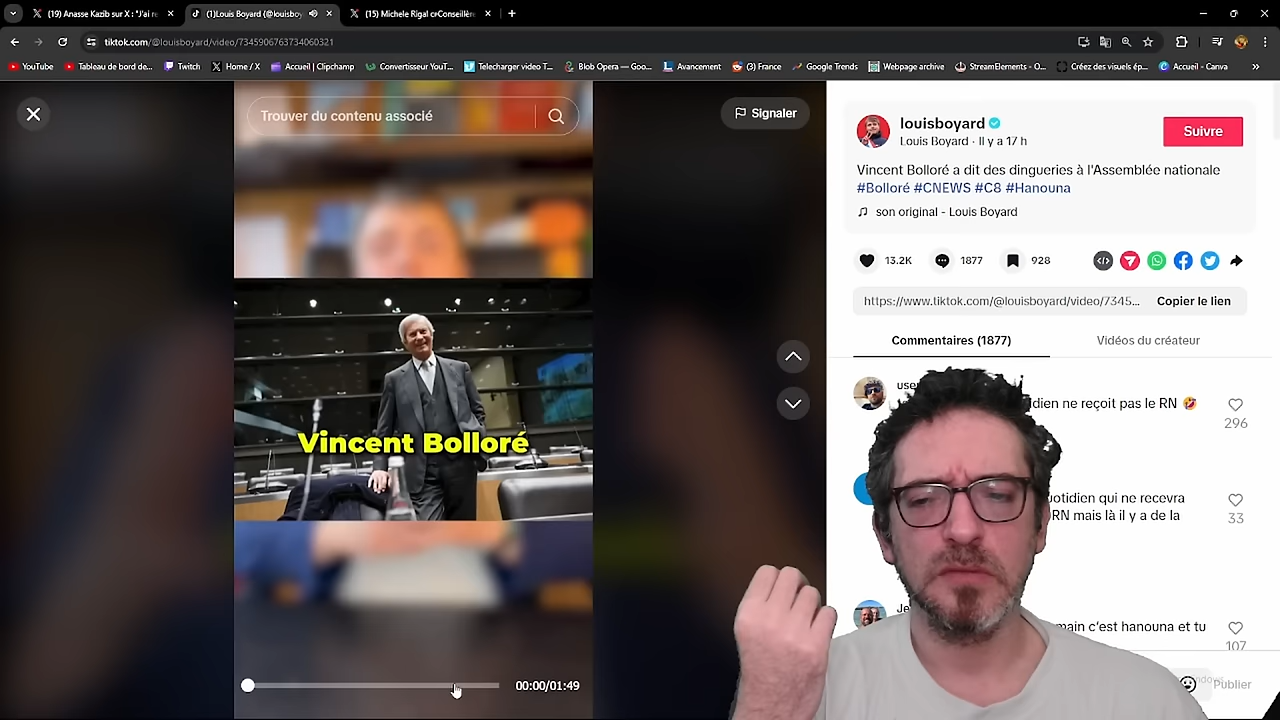 (19) Anasse Kazib sur X : "J'ai re
(1)Louis Boyard (@louisboy
(15) Michele Rigal
tiktok.com/@louisboyard/video/7345906763734060321
YouTube
Tableau de bord de...
Twitch
Home / X
Accueil | Clipchamp
Convertisseur YouT...
Telecharger video T...
Blob Opera — Goo...
Avancement
(3) France
Google Trends
Webpage archive
StreamElements - O...
Créez des visuels ép...
Accueil - Canva
Trouver du contenu associé
Signaler
louisboyard
Louis Boyard · Il y a 17 h
Suivre
Vincent Bolloré a dit des dingueries à l'Assemblée nationale
#Bolloré #CNEWS #C8 #Hanouna
son original - Louis Boyard
13.2K
1877
928
https://www.tiktok.com/@louisboyard/video/7345...
Copier le lien
Commentaires (1877)
Vidéos du créateur
idien ne reçoit pas le RN 🤣
296
Vincent Bolloré
uotidien qui ne recevra
RN mais là il y a de la
33
main c'est hanouna et tu
107
00:00/01:49
Publier